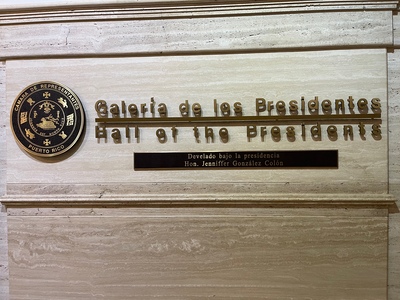 CÁMARA DE REPRESENTANTES
PUERTO RICO
Galería de los Presidentes
Hall of the Presidents
Develado bajo la presidencia
Hon. Jenniffer González Colón